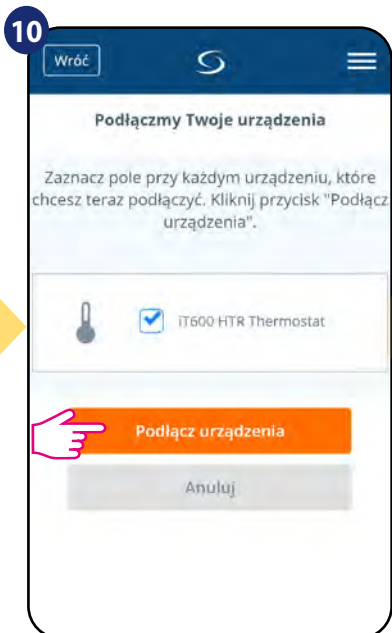 10
Wróć
Podłączmy Twoje urządzenia
Zaznacz pole przy każdym urządzeniu, które
chcesz teraz podłączyć. Kliknij przycisk "Podłącz
urządzenia".
iT600 HTR Thermostat
Podłącz urządzenia
Anuluj